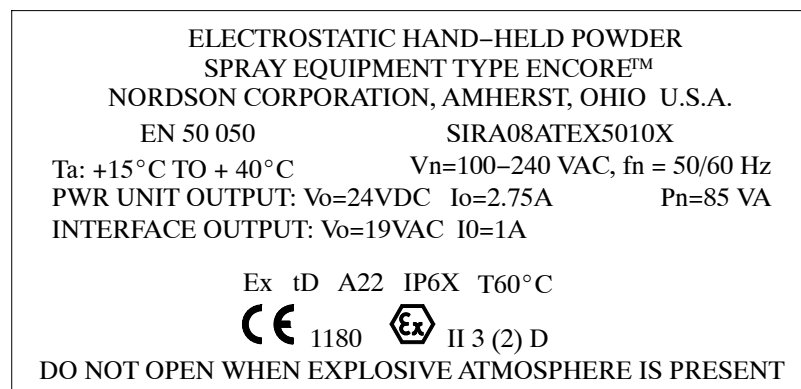 ELECTROSTATIC HAND–HELD POWDER
SPRAY EQUIPMENT TYPE ENCORE™
NORDSON CORPORATION, AMHERST, OHIO U.S.A.
EN 50 050 SIRA08ATEX5010X
Ta: +15°C TO + 40°C Vn=100–240 VAC, fn = 50/60 Hz
PWR UNIT OUTPUT: Vo=24VDC Io=2.75A Pn=85 VA
INTERFACE OUTPUT: Vo=19VAC I0=1A
Ex tD A22 IP6X T60°C
CE 1180 Ex II 3 (2) D
DO NOT OPEN WHEN EXPLOSIVE ATMOSPHERE IS PRESENT